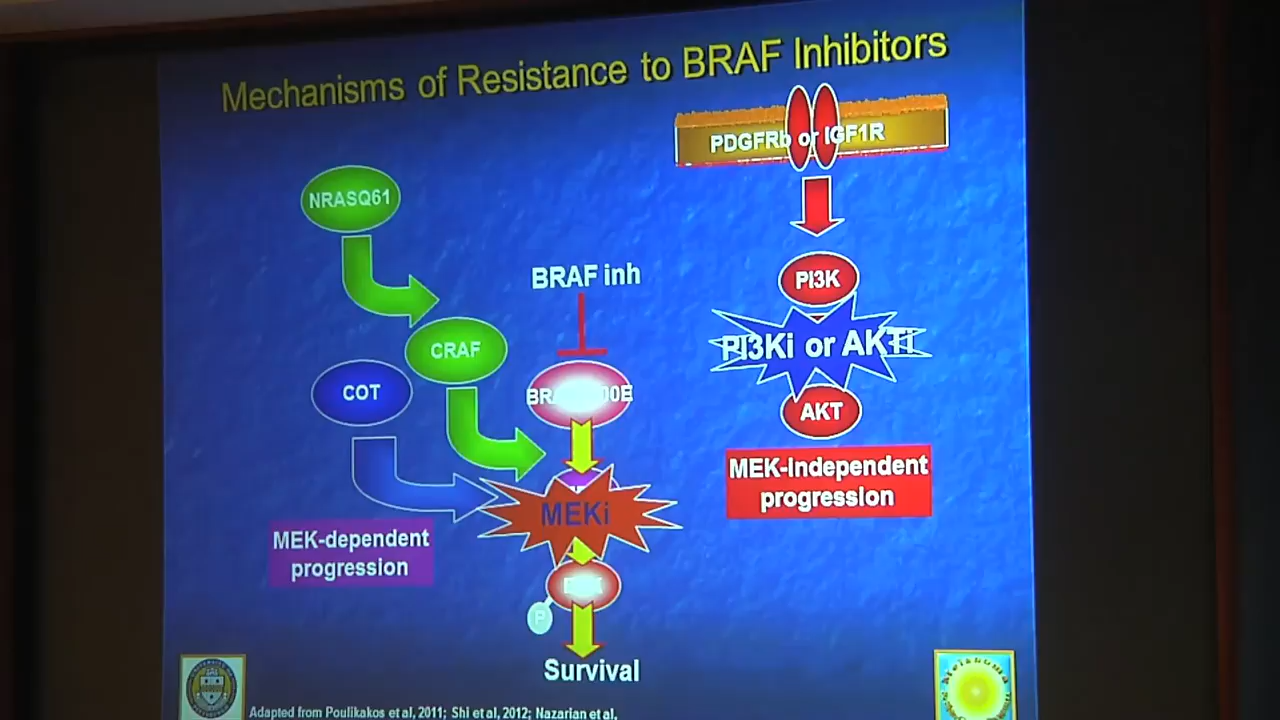 Mechanisms of Resistance to BRAF Inhibitors
PDGFRb or IGF1R
NRASQ61
BRAF inh
PI3K
CRAF
PI3Ki or AKTi
COT
AKT
MEK-independent
progression
MEKi
MEK-dependent
progression
P
Survival
Adapted from Poulikakos et al, 2011; Shi et al, 2012; Nazarian et al,